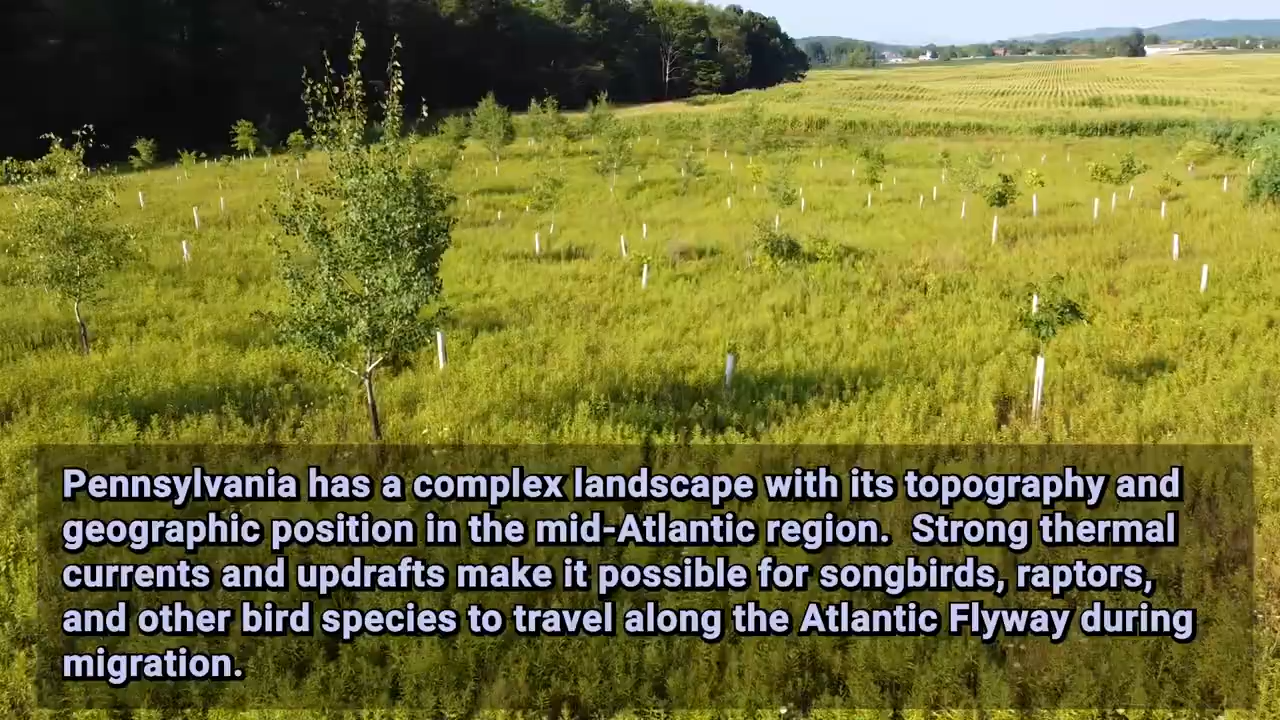 Pennsylvania has a complex landscape with its topography and
geographic position in the mid-Atlantic region.  Strong thermal
currents and updrafts make it possible for songbirds, raptors,
and other bird species to travel along the Atlantic Flyway during
migration.